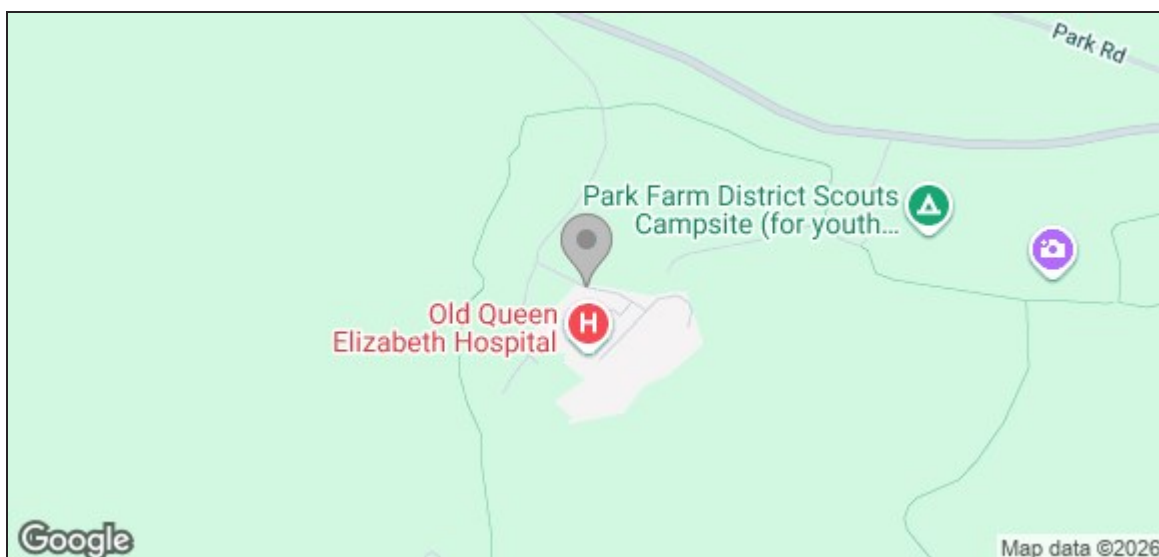 Park Rd
Park Farm District Scouts
Campsite (for youth...
Old Queen
Elizabeth Hospital
H
Google
Map data ©2026